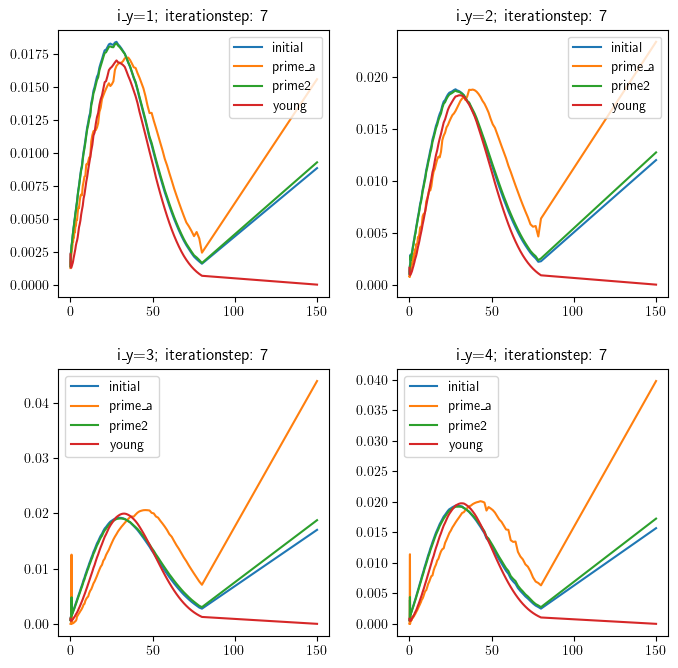 i_y=1; iterationstep: 7
0.0175
0.0150
0.0125
0.0100
0.0075
0.0050
0.0025
0.0000
0
50
100
150
initial
prime_a
prime2
young
i_y=2; iterationstep: 7
0.020
0.015
0.010
0.005
0.000
0
50
100
150
initial
prime_a
prime2
young
i_y=3; iterationstep: 7
0.04
0.03
0.02
0.01
0.00
0
50
100
150
initial
prime_a
prime2
young
i_y=4; iterationstep: 7
0.040
0.035
0.030
0.025
0.020
0.015
0.010
0.005
0.000
0
50
100
150
initial
prime_a
prime2
young